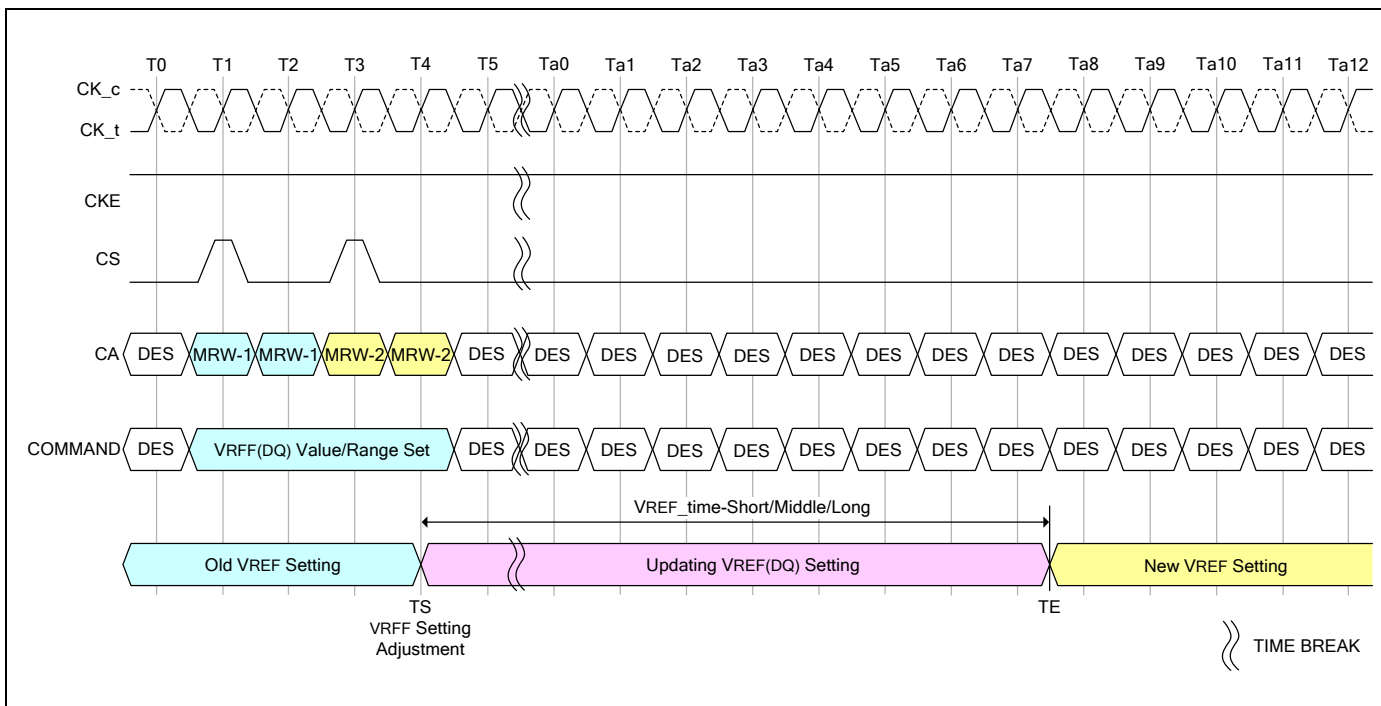 T0 T1 T2 T3 T4 T5 Ta0 Ta1 Ta2 Ta3 Ta4 Ta5 Ta6 Ta7 Ta8 Ta9 Ta10 Ta11 Ta12
CK_c
CK_t
CKE
CS
CA DES MRW-1 MRW-1 MRW-2 MRW-2 DES DES DES DES DES DES DES DES DES DES DES DES DES DES
COMMAND DES VRFF(DQ) Value/Range Set DES DES DES DES DES DES DES DES DES DES DES DES DES DES
VREF_time-Short/Middle/Long
Old VREF Setting Updating VREF(DQ) Setting New VREF Setting
TS TE
VRFF Setting
Adjustment
TIME BREAK